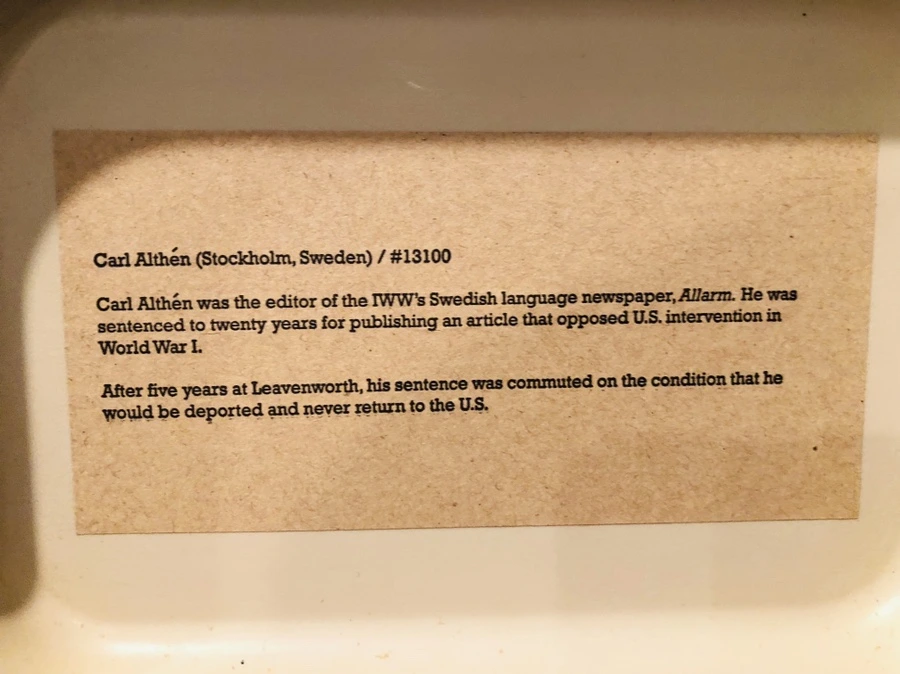 Carl Althén (Stockholm, Sweden) / #13100
Carl Althén was the editor of the IWW's Swedish language newspaper, Allarm. He was
sentenced to twenty years for publishing an article that opposed U.S. intervention in
World War I.
After five years at Leavenworth, his sentence was commuted on the condition that he
would be deported and never return to the U.S.